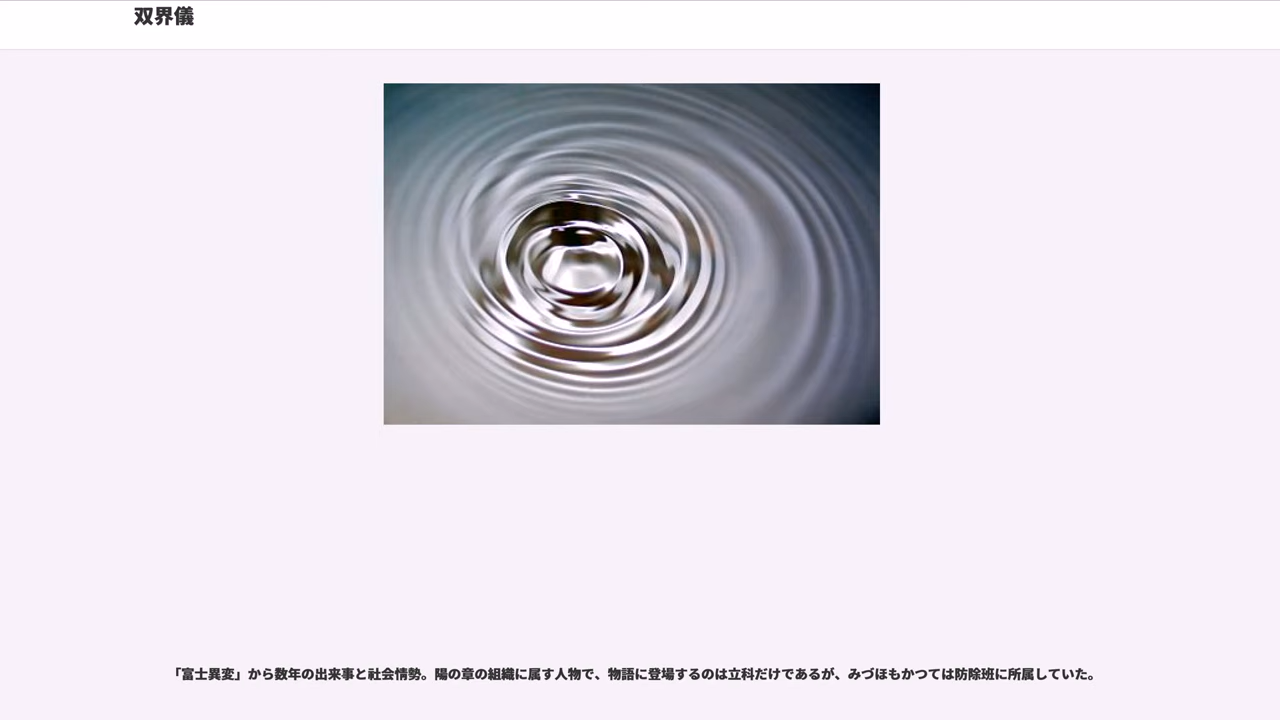 双界儀
「富士異変」から数年の出来事と社会情勢。陽の章の組織に属す人物で、物語に登場するのは立科だけであるが、みづほもかつては防除班に所属していた。